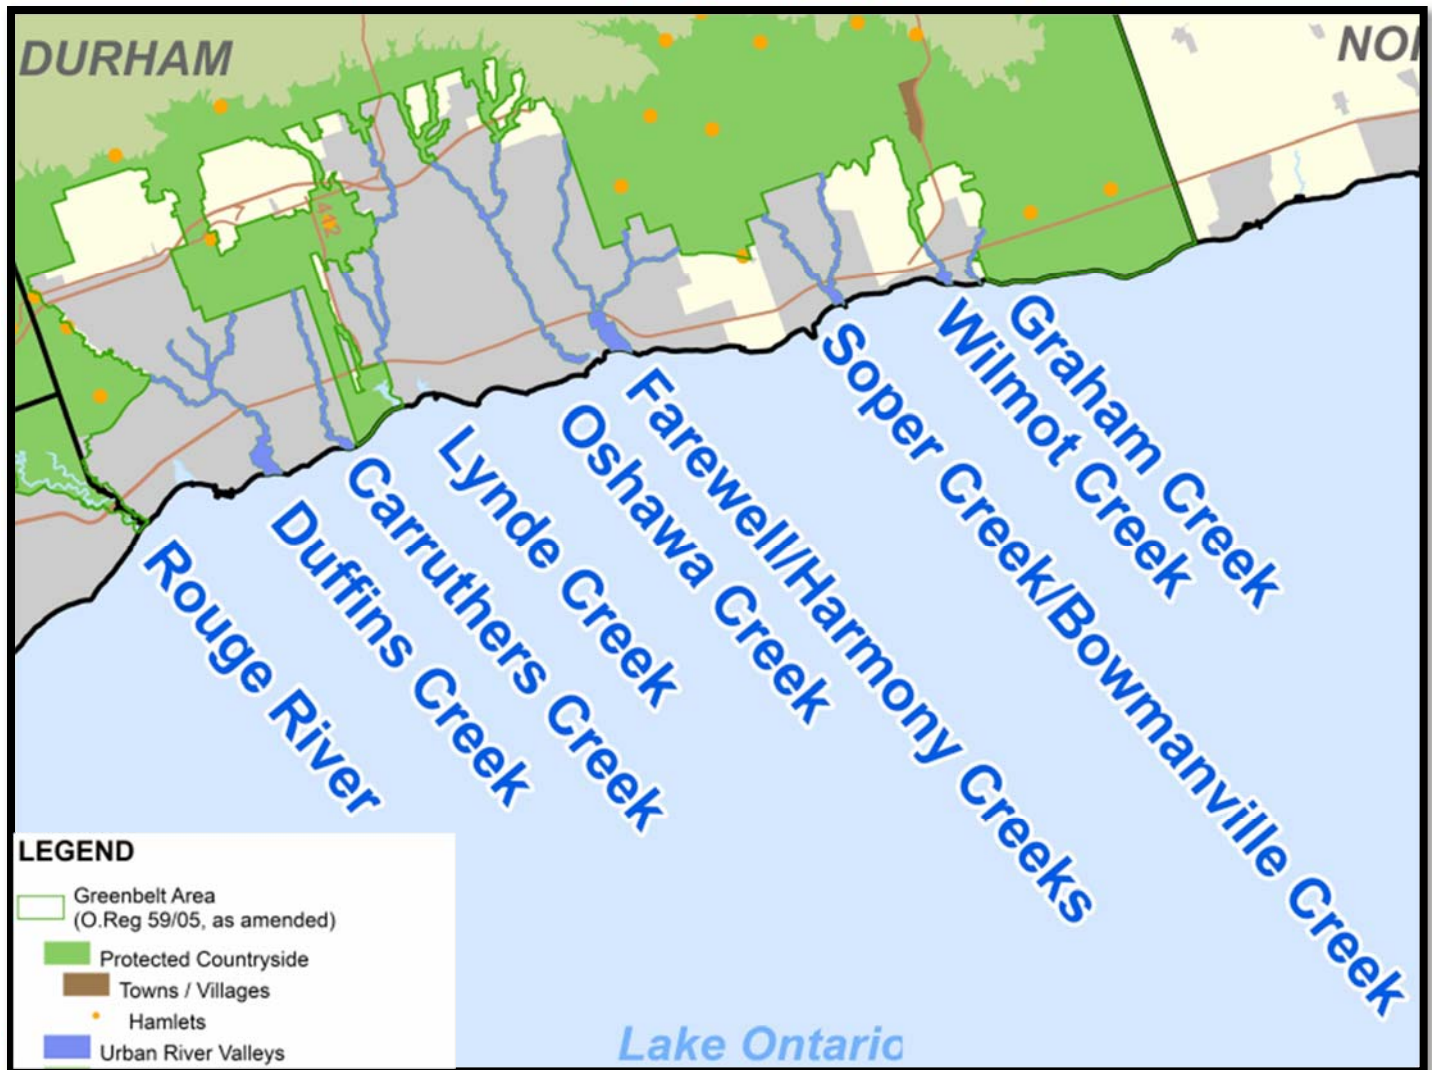 DURHAM
NO
412
Graham Creek
Wilmot Creek
Soper Creek/Bowmanville Creek
Farewell/Harmony Creeks
Oshawa Creek
Lynde Creek
Carruthers Creek
Duffins Creek
Rouge River
LEGEND
Greenbelt Area
(O.Reg 59/05, as amended)
Protected Countryside
Towns / Villages
Hamlets
Urban River Valleys
Lake Ontario